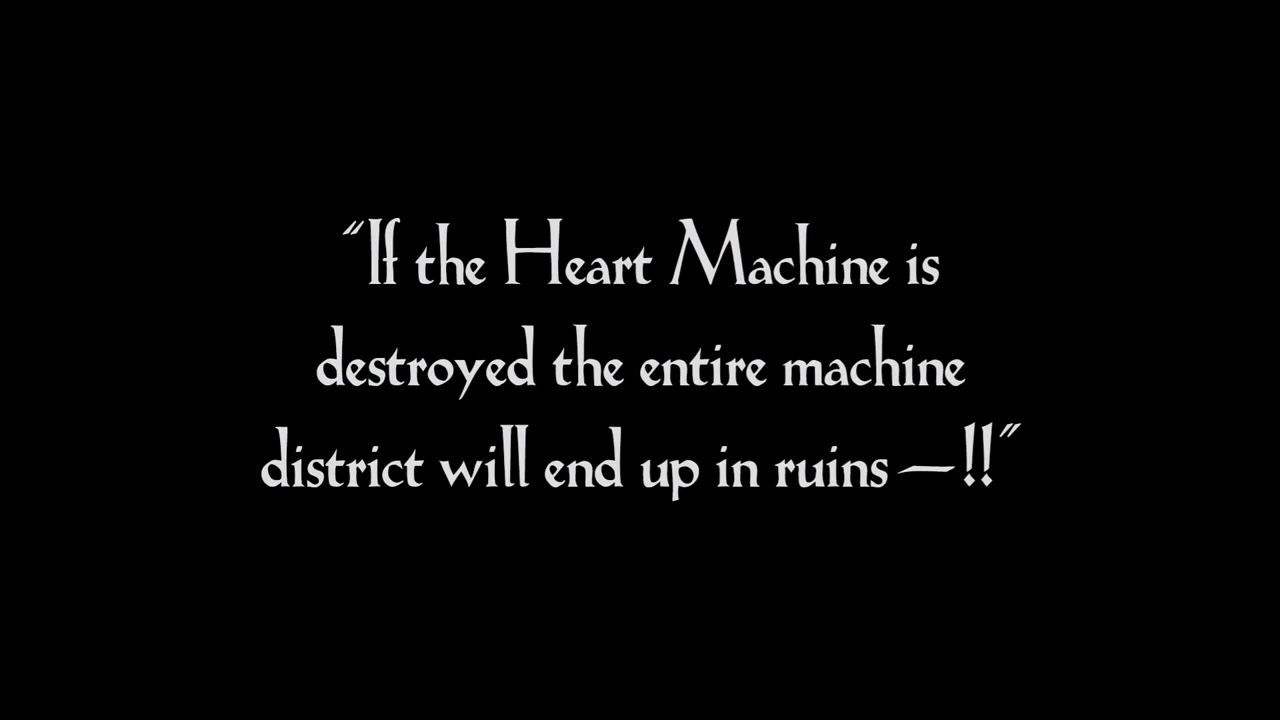 “If the Heart Machine is
destroyed the entire machine
district will end up in ruins—!!”